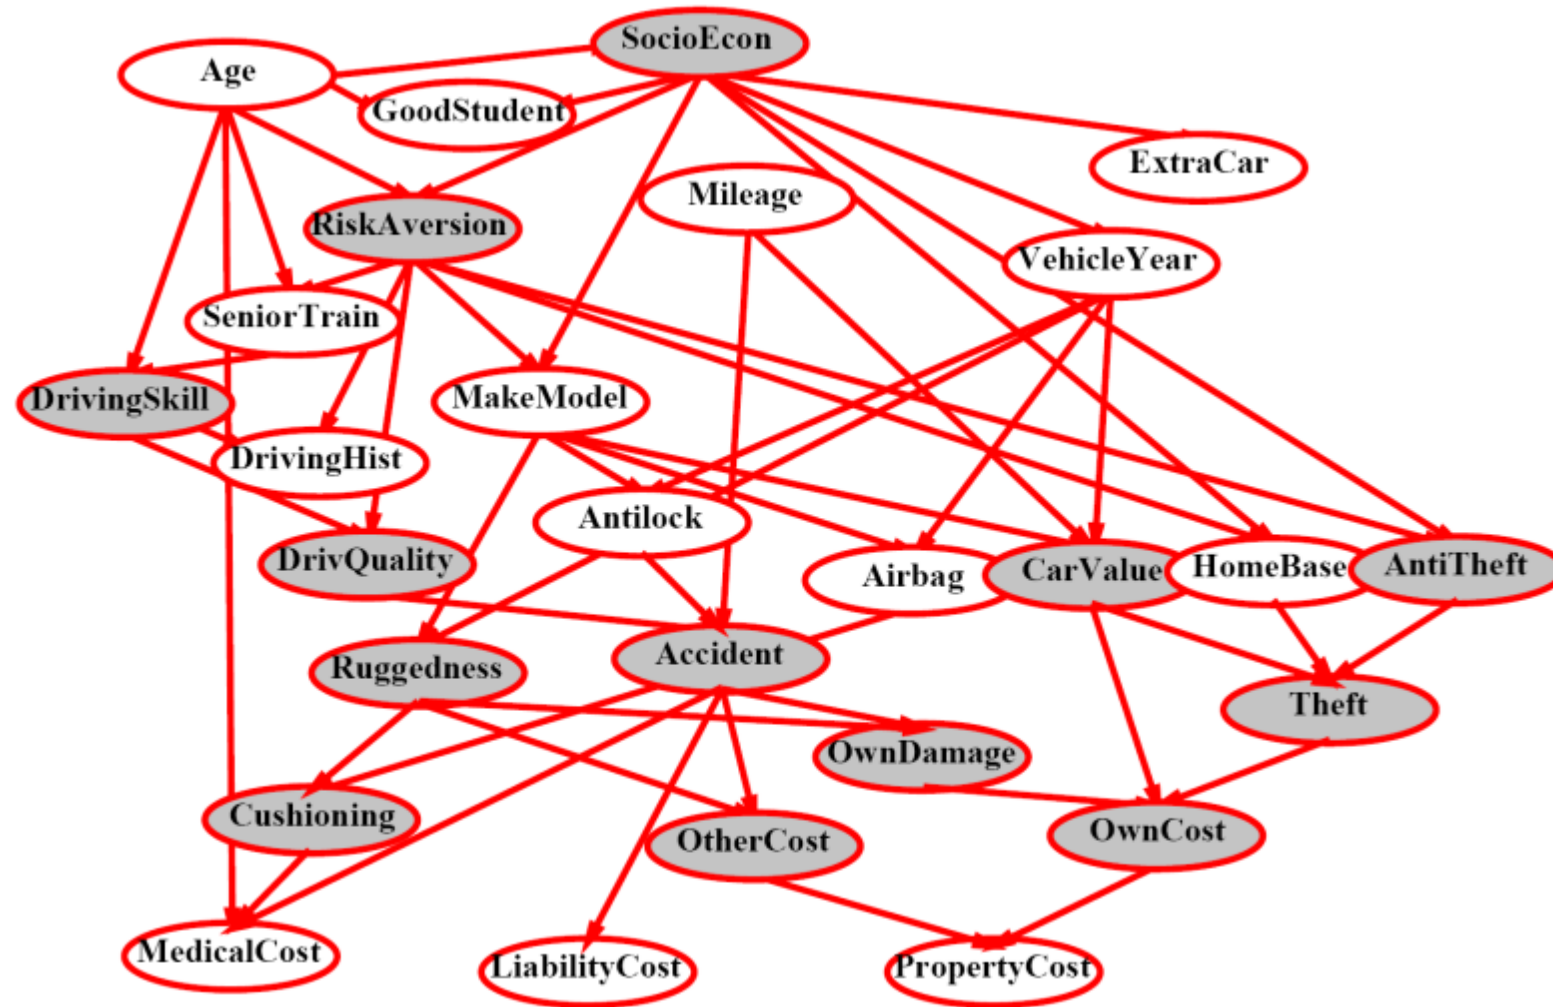 SocioEcon
Age
GoodStudent
ExtraCar
Mileage
RiskAversion
VehicleYear
SeniorTrain
DrivingSkill
MakeModel
DrivingHist
Antilock
DrivQuality
Airbag
CarValue
HomeBase
AntiTheft
Ruggedness
Accident
Theft
OwnDamage
Cushioning
OtherCost
OwnCost
MedicalCost
LiabilityCost
PropertyCost